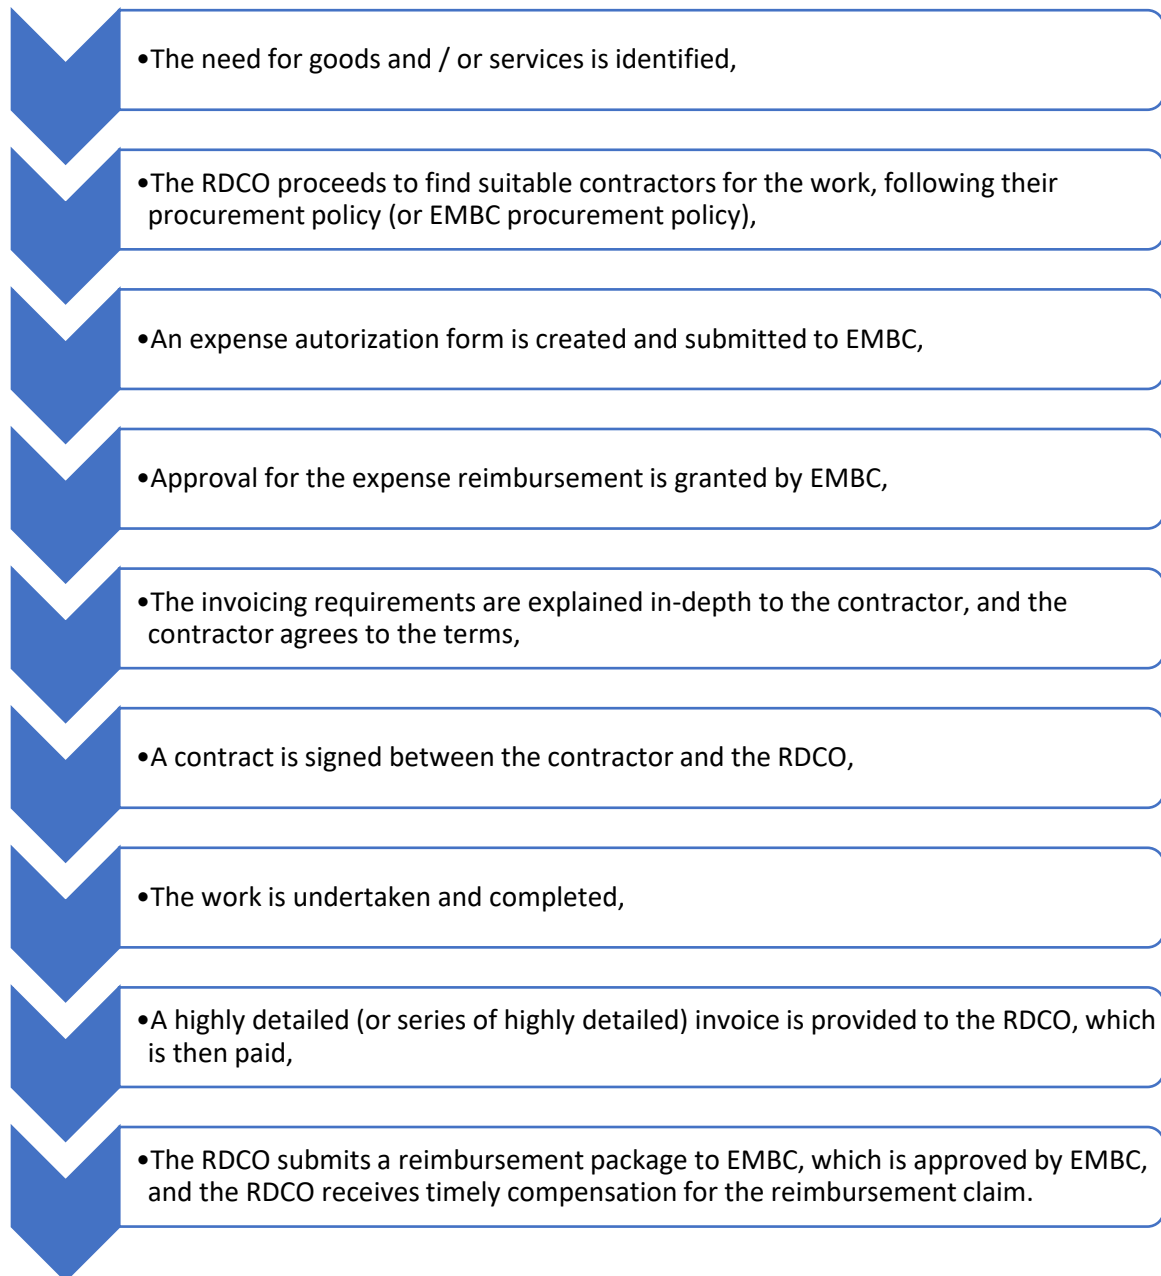 •The need for goods and / or services is identified,
•The RDCO proceeds to find suitable contractors for the work, following their
procurement policy (or EMBC procurement policy),
•An expense autorization form is created and submitted to EMBC,
•Approval for the expense reimbursement is granted by EMBC,
•The invoicing requirements are explained in-depth to the contractor, and the
contractor agrees to the terms,
•A contract is signed between the contractor and the RDCO,
•The work is undertaken and completed,
•A highly detailed (or series of highly detailed) invoice is provided to the RDCO, which
is then paid,
•The RDCO submits a reimbursement package to EMBC, which is approved by EMBC,
and the RDCO receives timely compensation for the reimbursement claim.